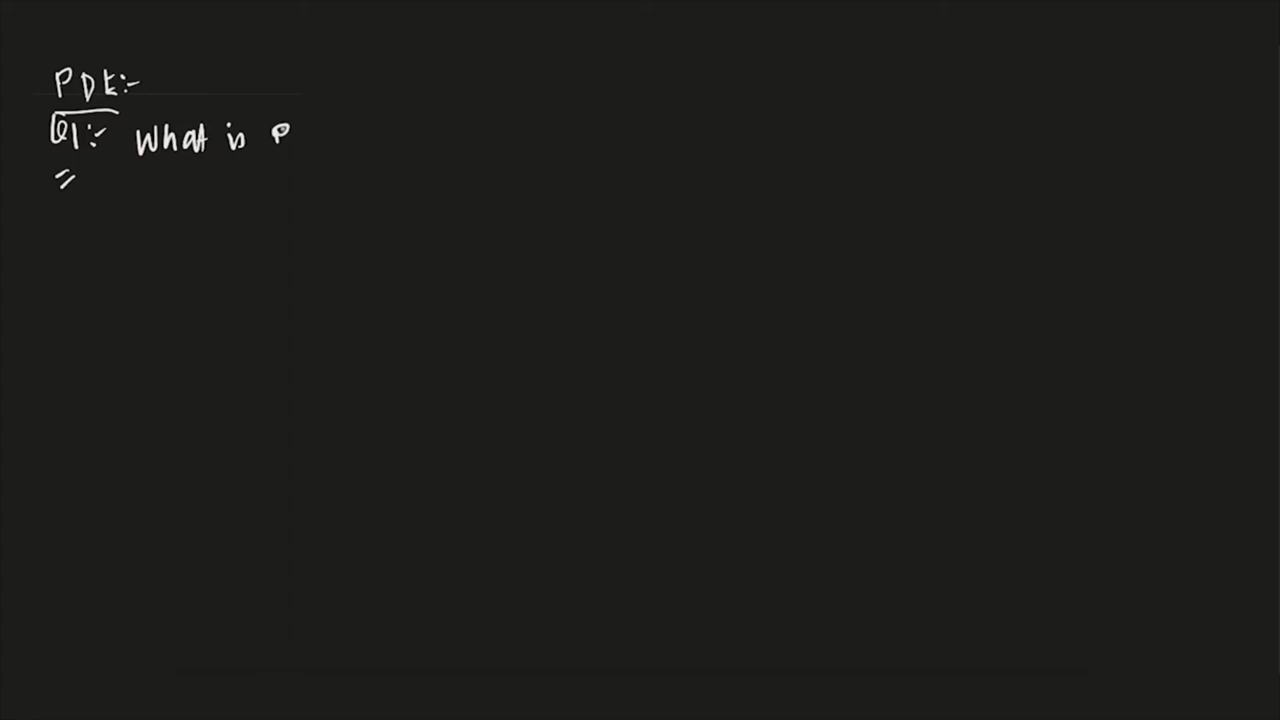 PDE:-
Q1:- What is P
=